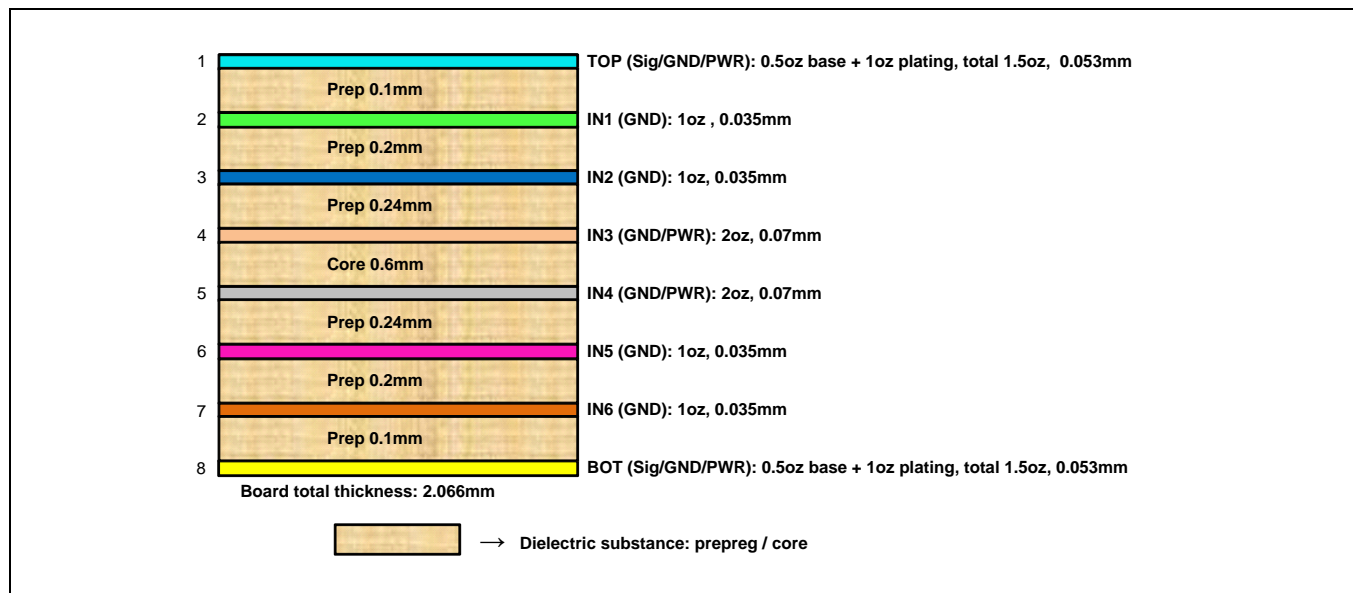 1 TOP (Sig/GND/PWR): 0.5oz base + 1oz plating, total 1.5oz, 0.053mm
Prep 0.1mm
2 IN1 (GND): 1oz , 0.035mm
Prep 0.2mm
3 IN2 (GND): 1oz, 0.035mm
Prep 0.24mm
4 IN3 (GND/PWR): 2oz, 0.07mm
Core 0.6mm
5 IN4 (GND/PWR): 2oz, 0.07mm
Prep 0.24mm
6 IN5 (GND): 1oz, 0.035mm
Prep 0.2mm
7 IN6 (GND): 1oz, 0.035mm
Prep 0.1mm
8 BOT (Sig/GND/PWR): 0.5oz base + 1oz plating, total 1.5oz, 0.053mm
Board total thickness: 2.066mm
→ Dielectric substance: prepreg / core